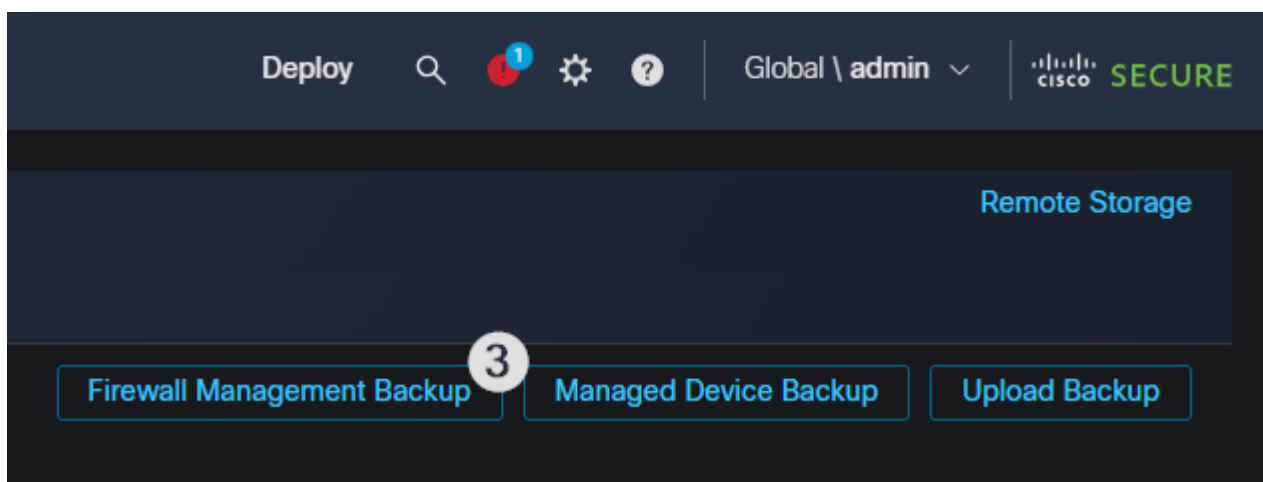 Deploy 1 ? Global \ admin cisco SECURE
Remote Storage
3
Firewall Management Backup Managed Device Backup Upload Backup